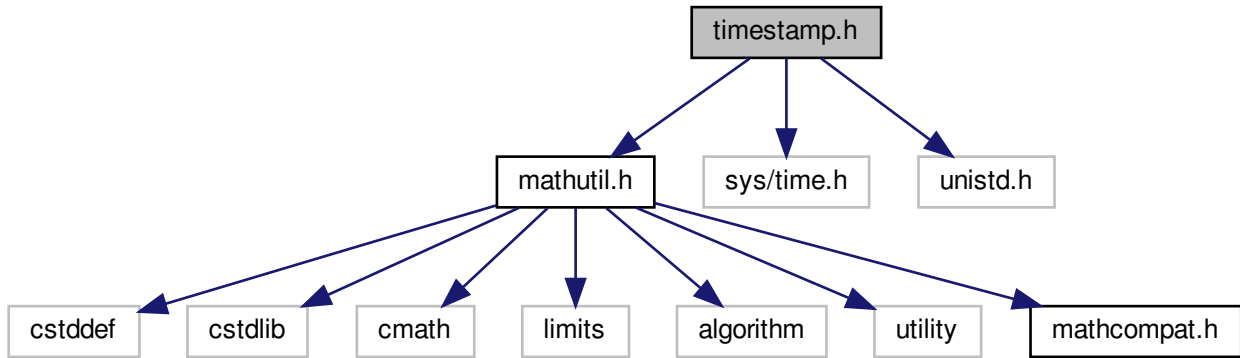 timestamp.h
mathutil.h
sys/time.h
unistd.h
cstddef
cstdlib
cmath
limits
algorithm
utility
mathcompat.h